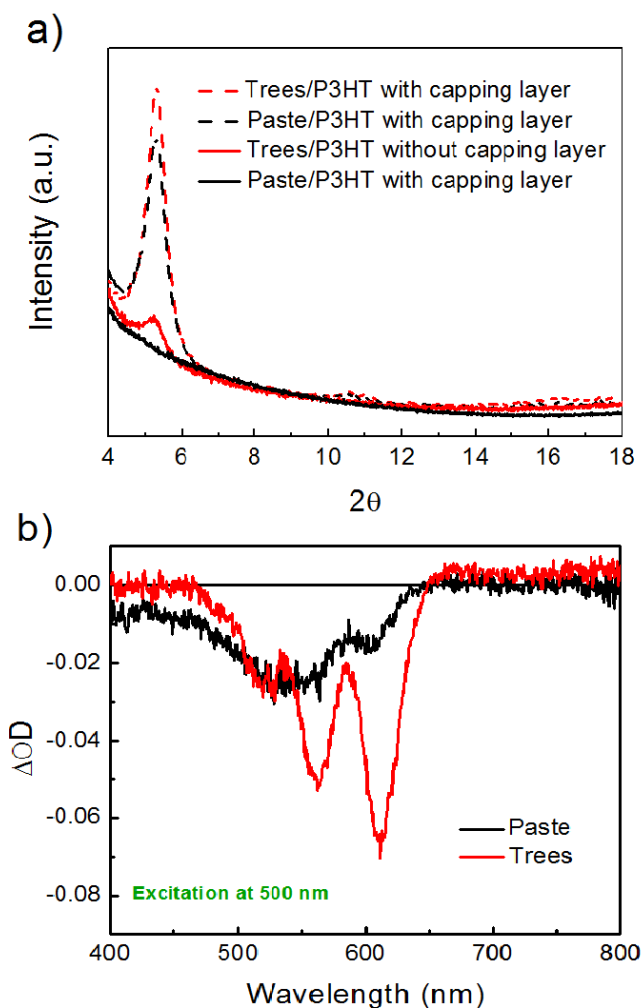 a)
Trees/P3HT with capping layer
Paste/P3HT with capping layer
Trees/P3HT without capping layer
Paste/P3HT with capping layer
Intensity (a.u.)
4 6 8 10 12 14 16 18
2θ
b)
0.00
-0.02
-0.04
-0.06
-0.08
ΔOD
Paste
Trees
Excitation at 500 nm
400 500 600 700 800
Wavelength (nm)